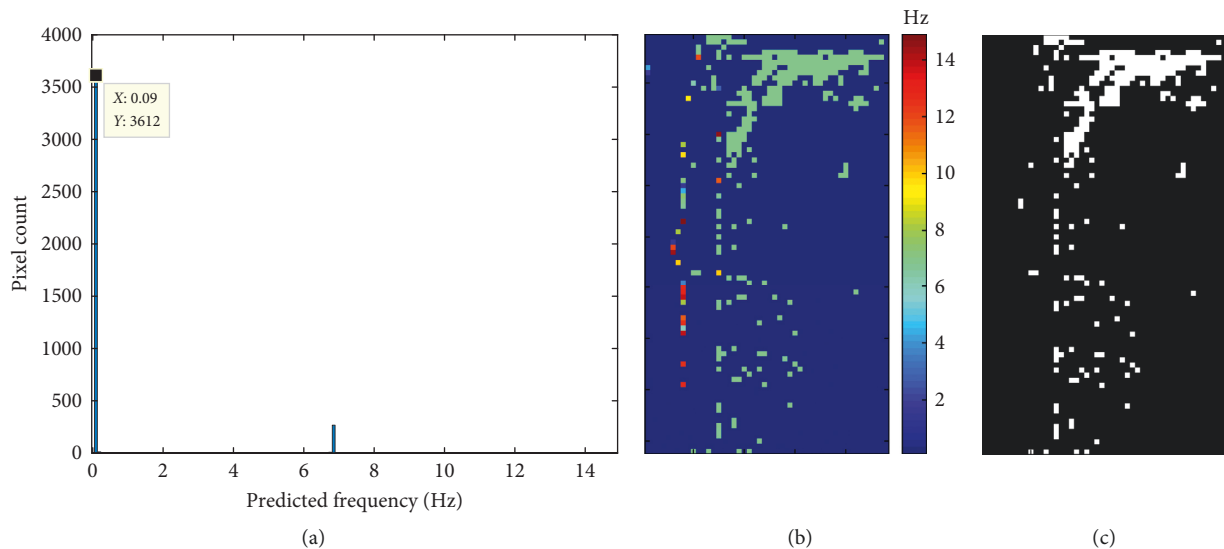 4000
3500
3000
2500
2000
1500
1000
500
0
Pixel count
X: 0.09
Y: 3612
0 2 4 6 8 10 12 14
Predicted frequency (Hz)
(a)
(b)
Hz
14
12
10
8
6
4
2
(c)